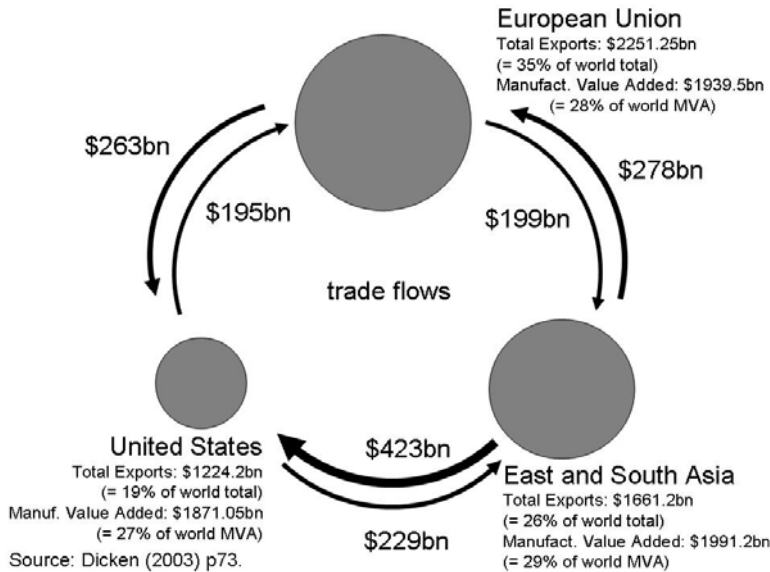 European Union
Total Exports: $2251.25bn
(= 35% of world total)
Manufact. Value Added: $1939.5bn
(= 28% of world MVA)
$263bn
$195bn
$278bn
$199bn
trade flows
$423bn
$229bn
United States
Total Exports: $1224.2bn
(= 19% of world total)
Manuf. Value Added: $1871.05bn
(= 27% of world MVA)
Source: Dicken (2003) p73.
East and South Asia
Total Exports: $1661.2bn
(= 26% of world total)
Manufact. Value Added: $1991.2bn
(= 29% of world MVA)